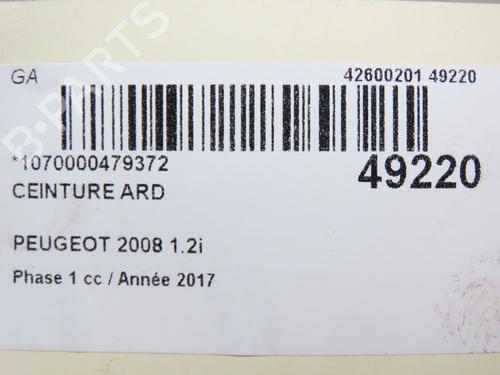 B-PARTS
GA
42600201 49220
*1070000479372
49220
CEINTURE ARD
PEUGEOT 2008 1.2i
Phase 1 cc / Année 2017